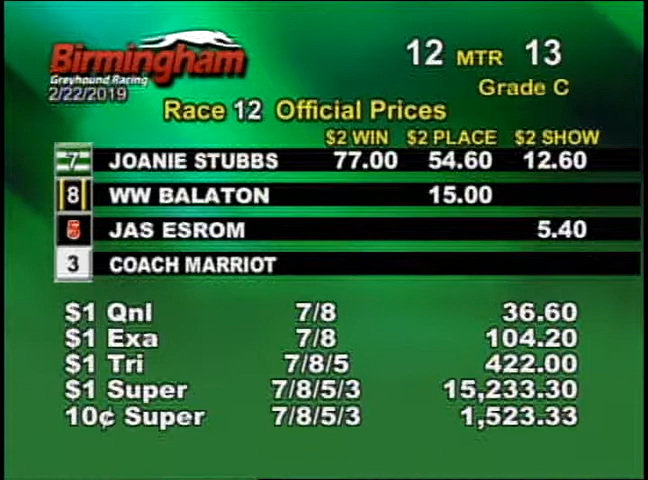 Birmingham
Greyhound Racing
2/22/2019
12 MTR 13
Grade C
Race 12 Official Prices
$2 WIN $2 PLACE $2 SHOW
7 JOANIE STUBBS 77.00 54.60 12.60
8 WW BALATON 15.00
5 JAS ESROM 5.40
3 COACH MARRIOT
$1 Qnl 7/8 36.60
$1 Exa 7/8 104.20
$1 Tri 7/8/5 422.00
$1 Super 7/8/5/3 15,233.30
10¢ Super 7/8/5/3 1,523.33